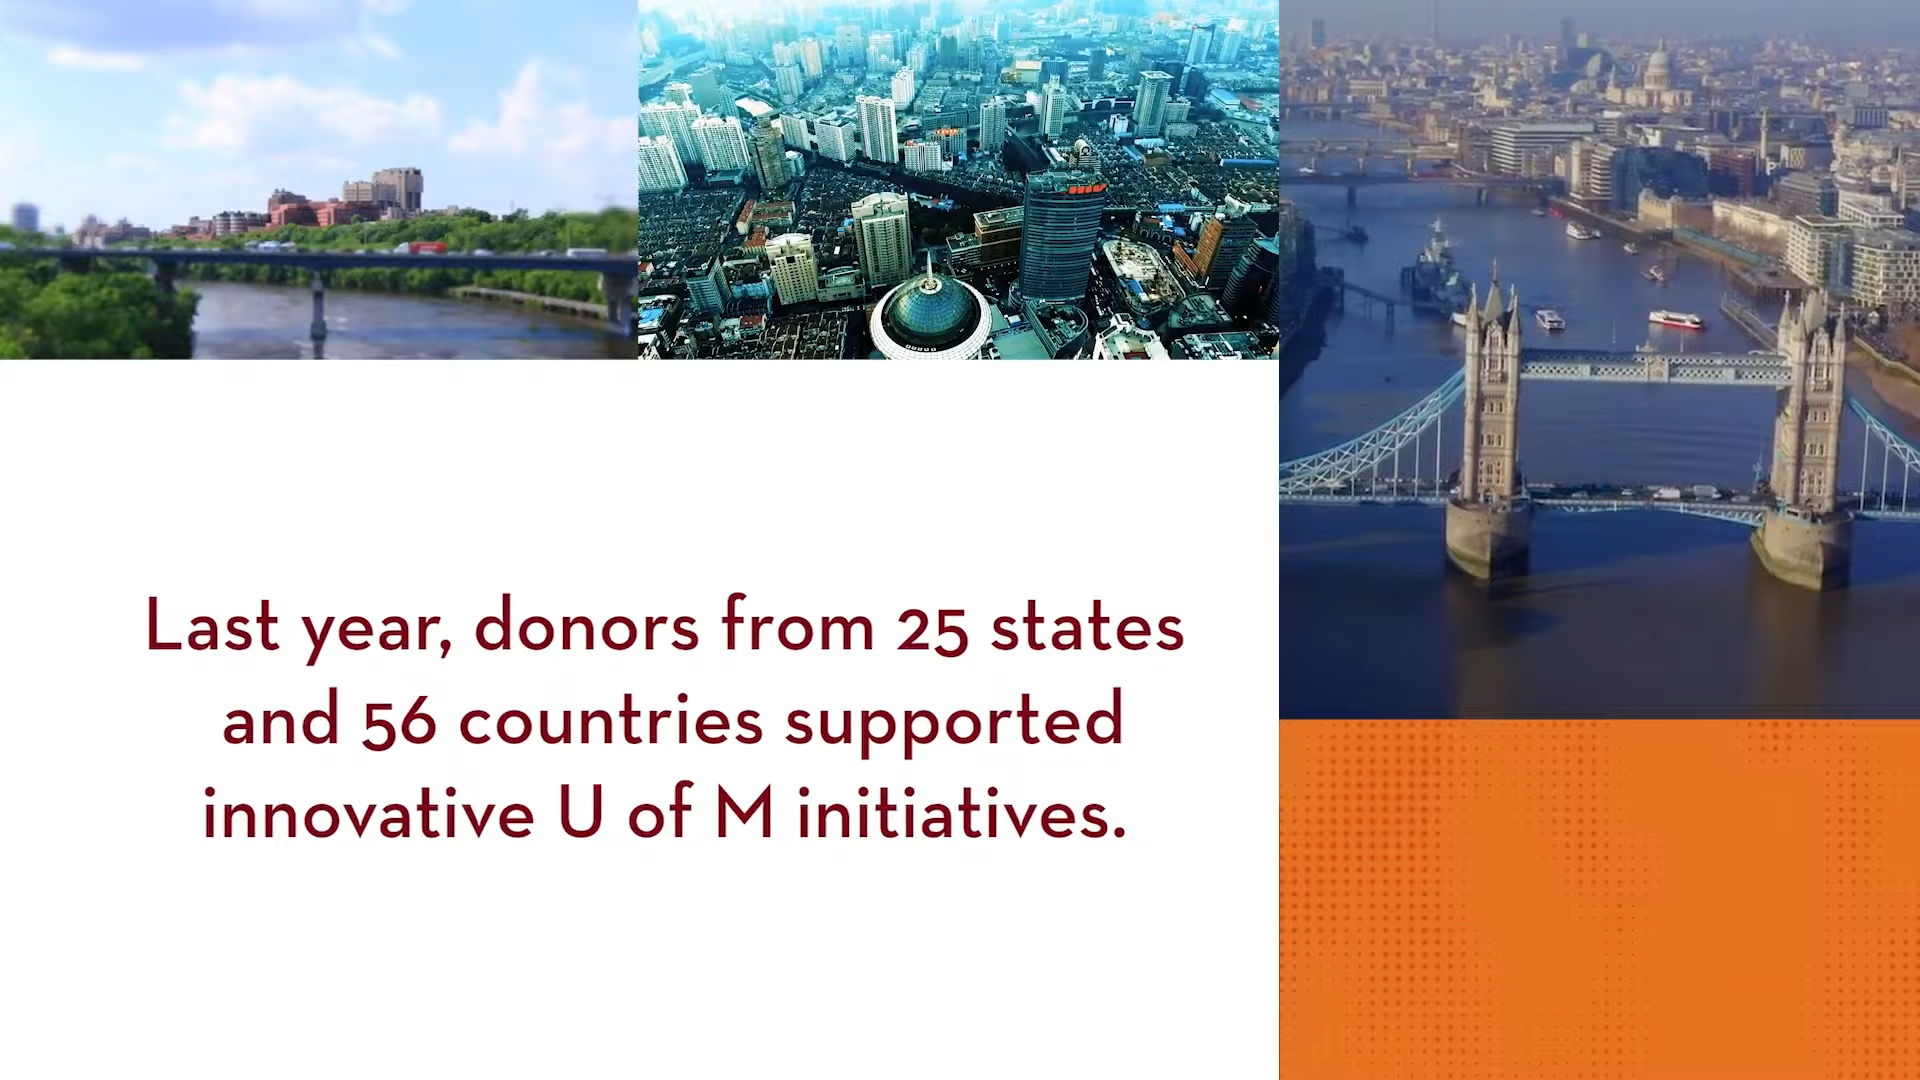 Last year, donors from 25 states
and 56 countries supported
innovative U of M initiatives.